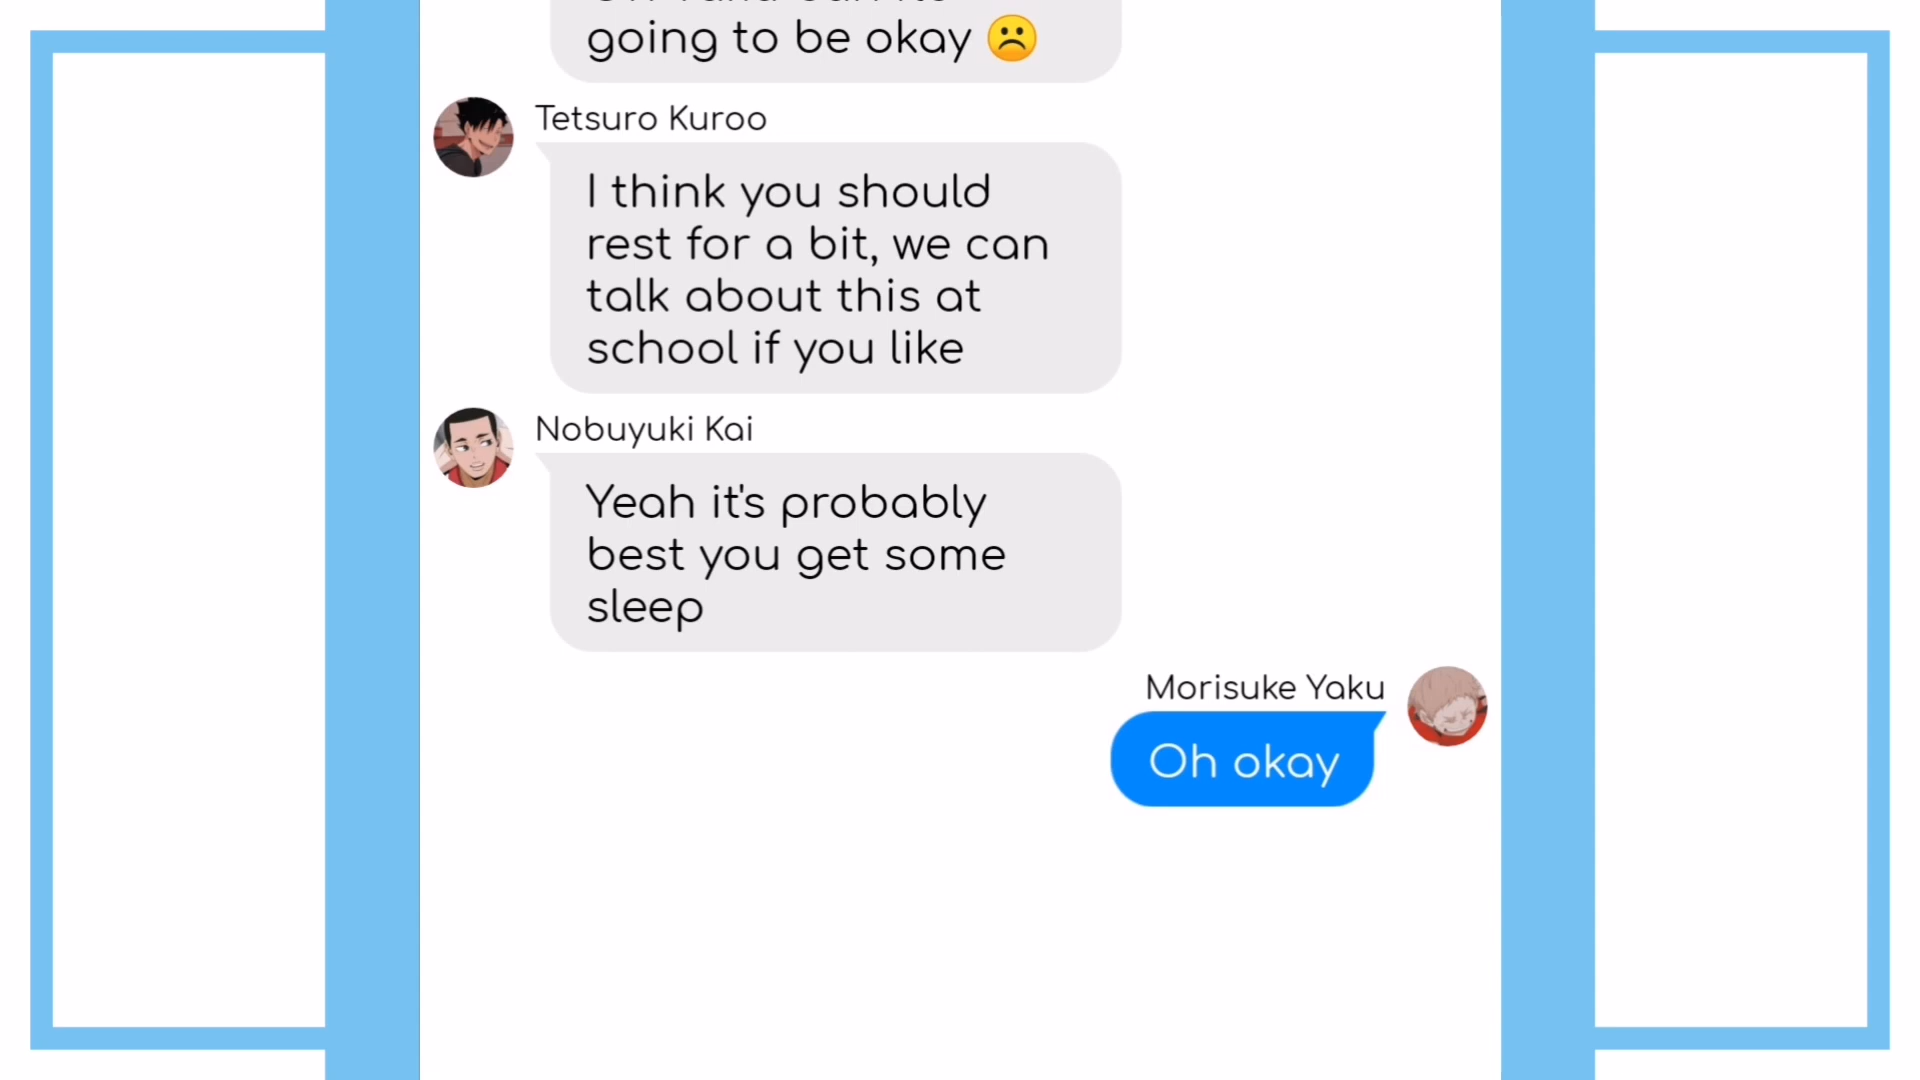 going to be okay ☹️
Tetsuro Kuroo
I think you should
rest for a bit, we can
talk about this at
school if you like
Nobuyuki Kai
Yeah it's probably
best you get some
sleep
Morisuke Yaku
Oh okay